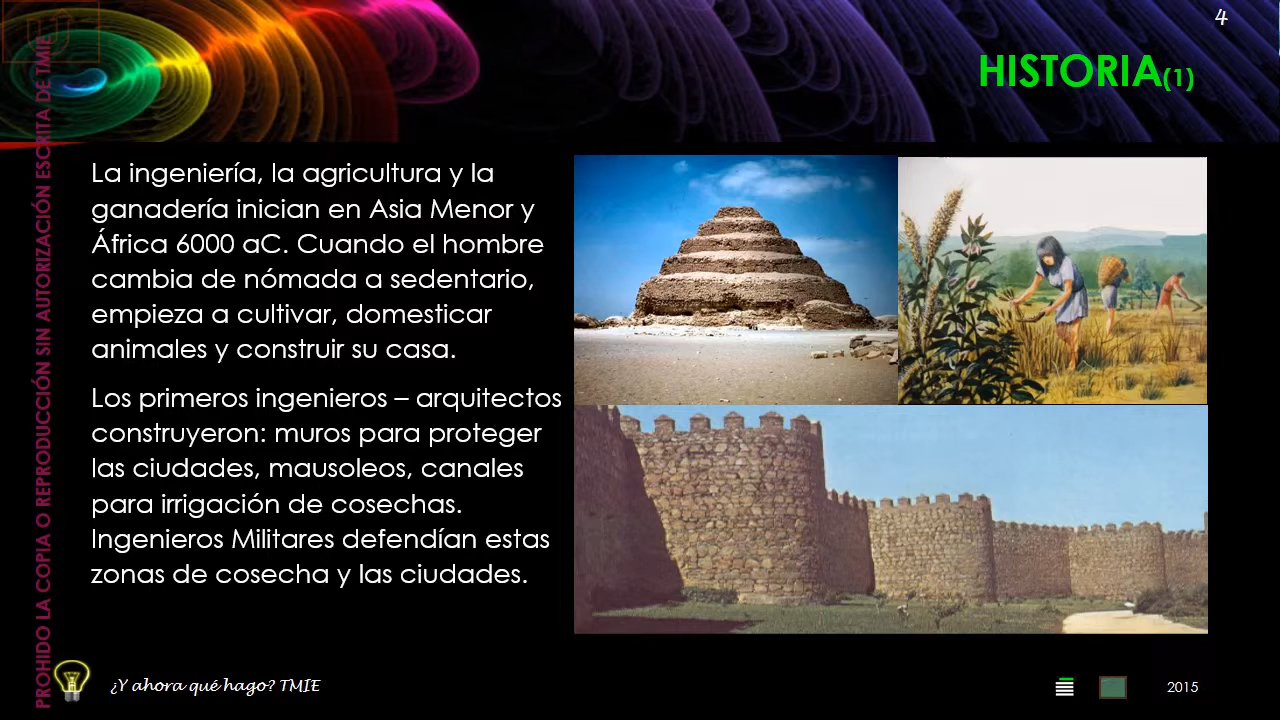 4
HISTORIA(1)
La ingeniería, la agricultura y la
ganadería inician en Asia Menor y
África 6000 aC. Cuando el hombre
cambia de nómada a sedentario,
empieza a cultivar, domesticar
animales y construir su casa.
Los primeros ingenieros – arquitectos
construyeron: muros para proteger
las ciudades, mausoleos, canales
para irrigación de cosechas.
Ingenieros Militares defendían estas
zonas de cosecha y las ciudades.
PROHIDO LA COPIA O REPRODUCCIÓN SIN AUTORIZACIÓN ESCRITA DE TMIE
¿Y ahora qué hago? TMIE
2015